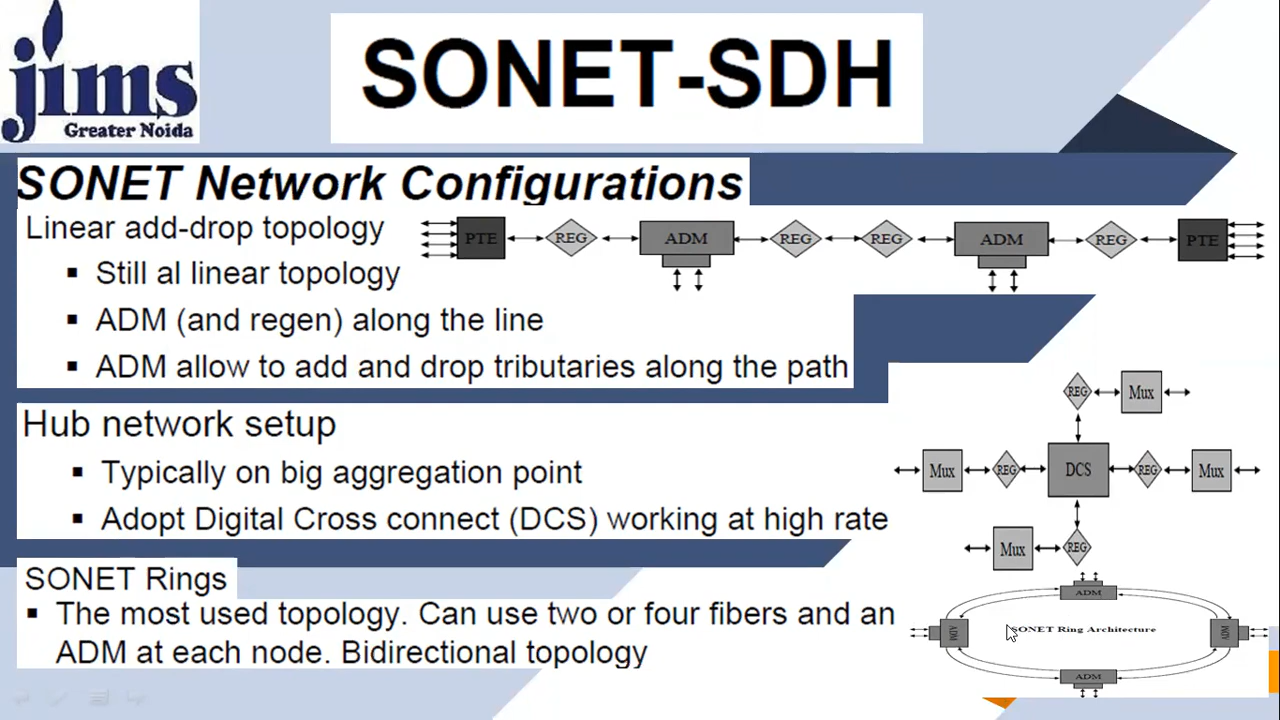 jims
Greater Noida
SONET-SDH
SONET Network Configurations
Linear add-drop topology
▪ Still al linear topology
▪ ADM (and regen) along the line
▪ ADM allow to add and drop tributaries along the path
PTE REG ADM REG REG ADM REG PTE
Hub network setup
▪ Typically on big aggregation point
▪ Adopt Digital Cross connect (DCS) working at high rate
REG Mux
Mux REG DCS REG Mux
Mux REG
SONET Rings
▪ The most used topology. Can use two or four fibers and an
ADM at each node. Bidirectional topology
ADM
ADM SONET Ring Architecture ADM
ADM